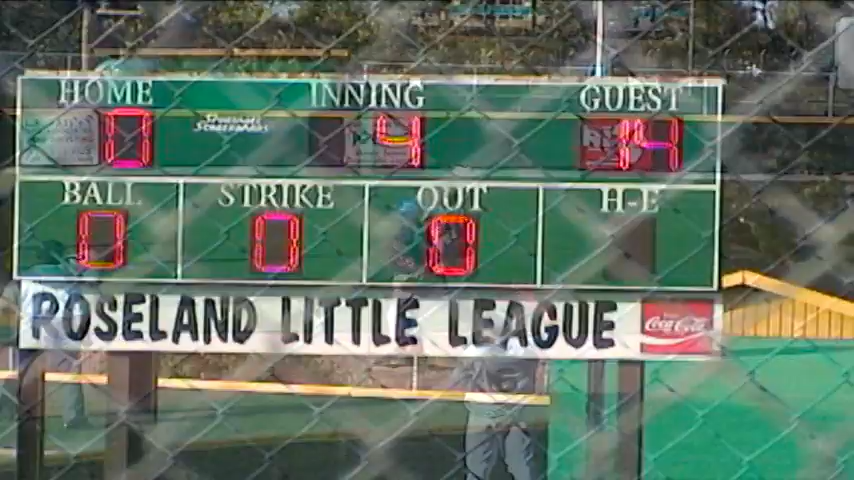 HOME INNING GUEST
0 4 14
BALL STRIKE OUT H-E
0 0 0
ROSELAND LITTLE LEAGUE Coca-Cola